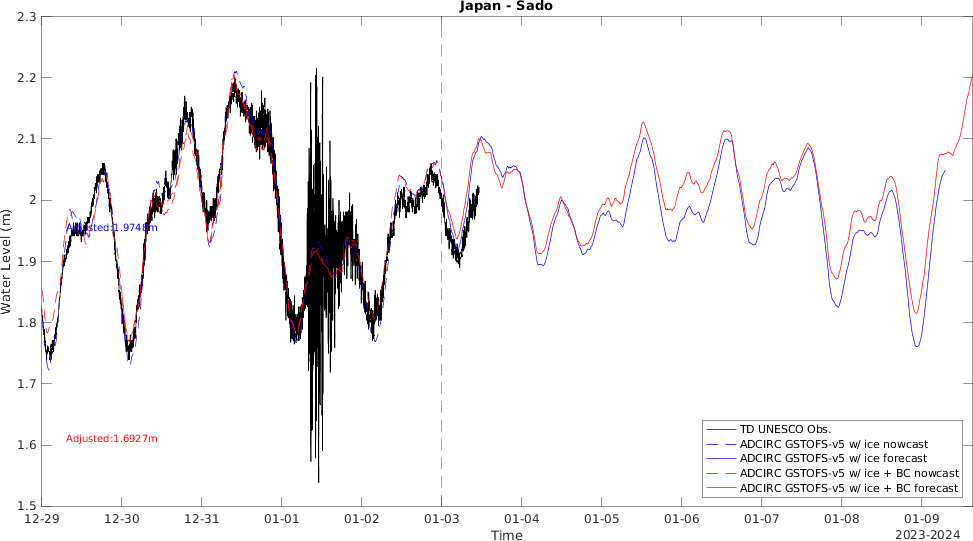 Japan - Sado
2.3
2.2
2.1
2
1.9
1.8
1.7
1.6
1.5
Water Level (m)
Adjusted:1.9748m
Adjusted:1.6927m
TD UNESCO Obs.
ADCIRC GSTOFS-v5 w/ ice nowcast
ADCIRC GSTOFS-v5 w/ ice forecast
ADCIRC GSTOFS-v5 w/ ice + BC nowcast
ADCIRC GSTOFS-v5 w/ ice + BC forecast
12-29 12-30 12-31 01-01 01-02 01-03 01-04 01-05 01-06 01-07 01-08 01-09
Time
2023-2024